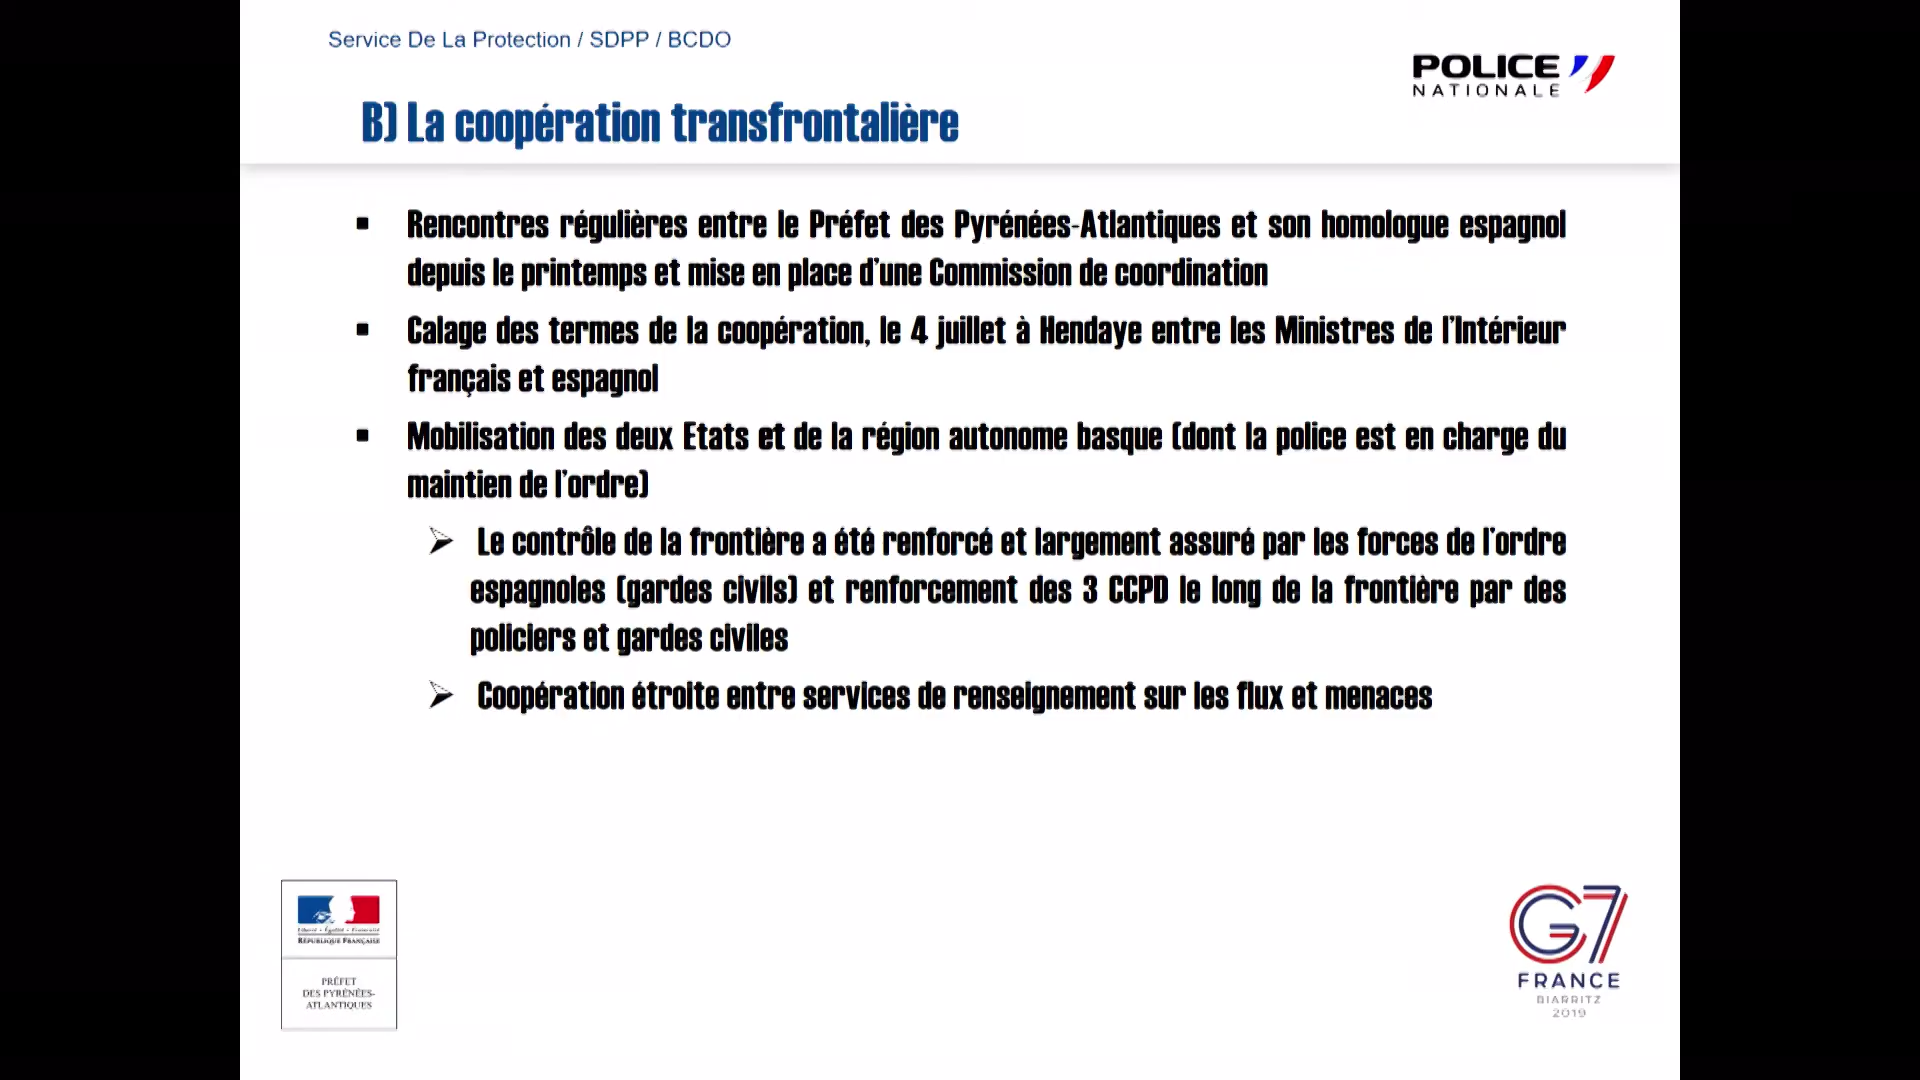 Service De La Protection / SDPP / BCDO
POLICE
NATIONALE
B) La coopération transfrontalière
▪ Rencontres régulières entre le Préfet des Pyrénées-Atlantiques et son homologue espagnol
depuis le printemps et mise en place d'une Commission de coordination
▪ Calage des termes de la coopération, le 4 juillet à Hendaye entre les Ministres de l'Intérieur
français et espagnol
▪ Mobilisation des deux Etats et de la région autonome basque (dont la police est en charge du
maintien de l'ordre)
➢ Le contrôle de la frontière a été renforcé et largement assuré par les forces de l'ordre
espagnoles (gardes civils) et renforcement des 3 CCPD le long de la frontière par des
policiers et gardes civiles
➢ Coopération étroite entre services de renseignement sur les flux et menaces
Liberté • Égalité • Fraternité
RÉPUBLIQUE FRANÇAISE
PRÉFET
DES PYRÉNÉES-
ATLANTIQUES
G7
FRANCE
BIARRITZ
2019